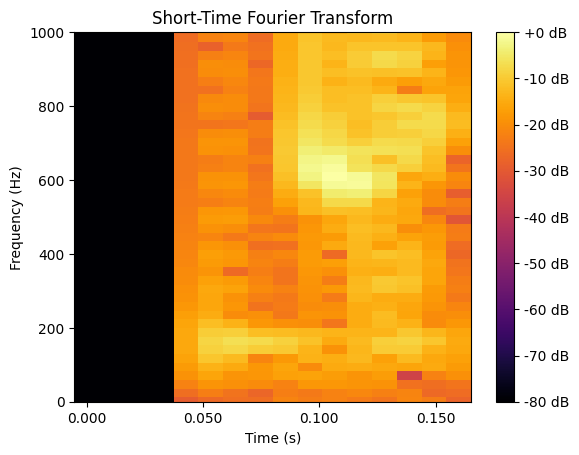 Short-Time Fourier Transform
1000
800
600
400
200
0
Frequency (Hz)
0.000
0.050
0.100
0.150
Time (s)
+0 dB
-10 dB
-20 dB
-30 dB
-40 dB
-50 dB
-60 dB
-70 dB
-80 dB